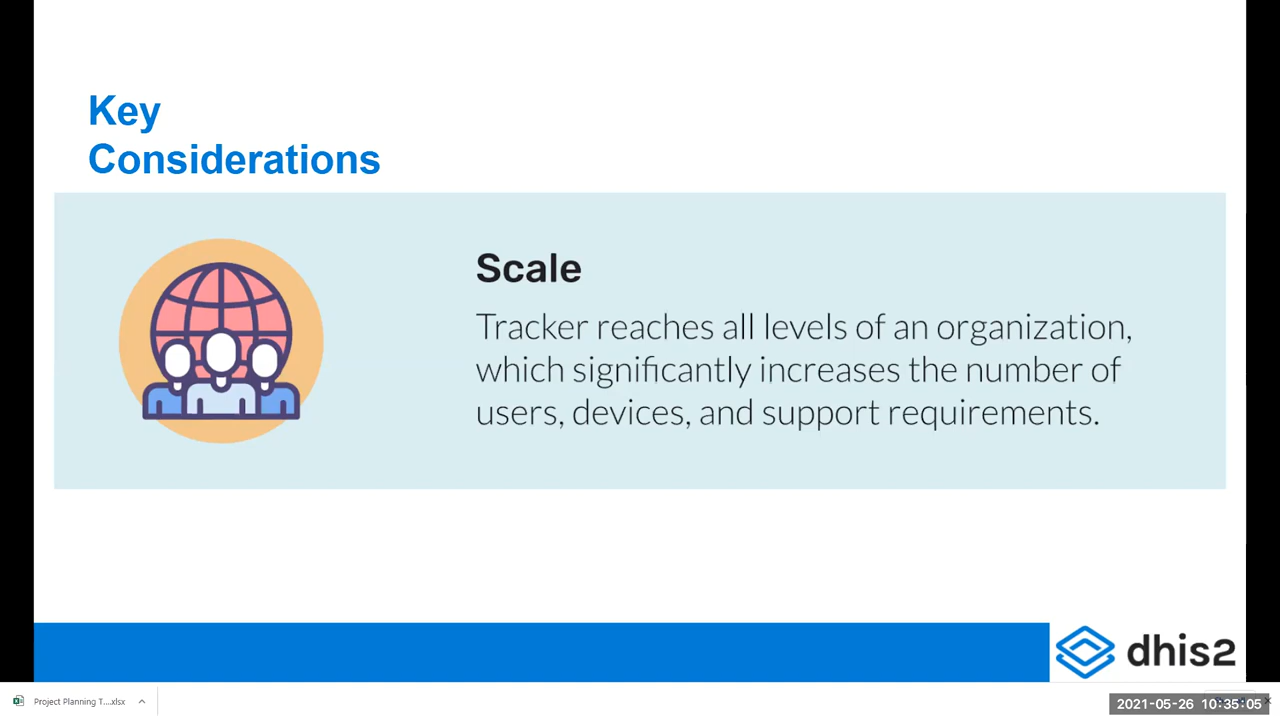 Key
Considerations
Scale
Tracker reaches all levels of an organization,
which significantly increases the number of
users, devices, and support requirements.
dhis2
Project Planning T....xlsx
2021-05-26 10:35:05